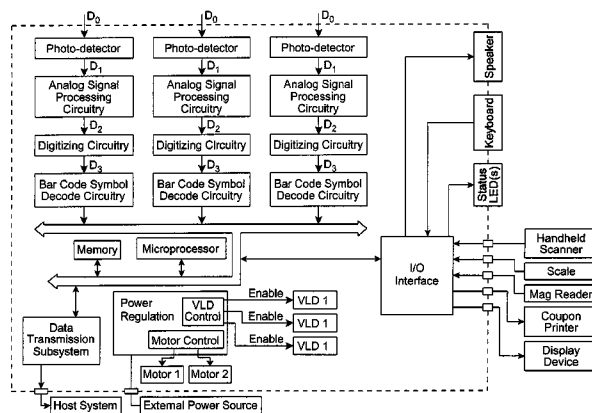 D0 D0 D0
Photo-detector Photo-detector Photo-detector
D1 D1 D1
Analog Signal Processing Circuitry
Analog Signal Processing Circuitry
Analog Signal Processing Circuitry
D2 D2 D2
Digitizing Circuitry Digitizing Circuitry Digitizing Circuitry
D3 D3 D3
Bar Code Symbol Decode Circuitry
Bar Code Symbol Decode Circuitry
Bar Code Symbol Decode Circuitry
Speaker
Keyboard
Status LED(s)
Memory
Microprocessor
I/O Interface
Handheld Scanner
Scale
Mag Reader
Coupon Printer
Display Device
Power Regulation
VLD Control
Motor Control
Enable VLD 1
Enable VLD 1
Enable VLD 1
Data Transmission Subsystem
Motor 1 Motor 2
Host System
External Power Source